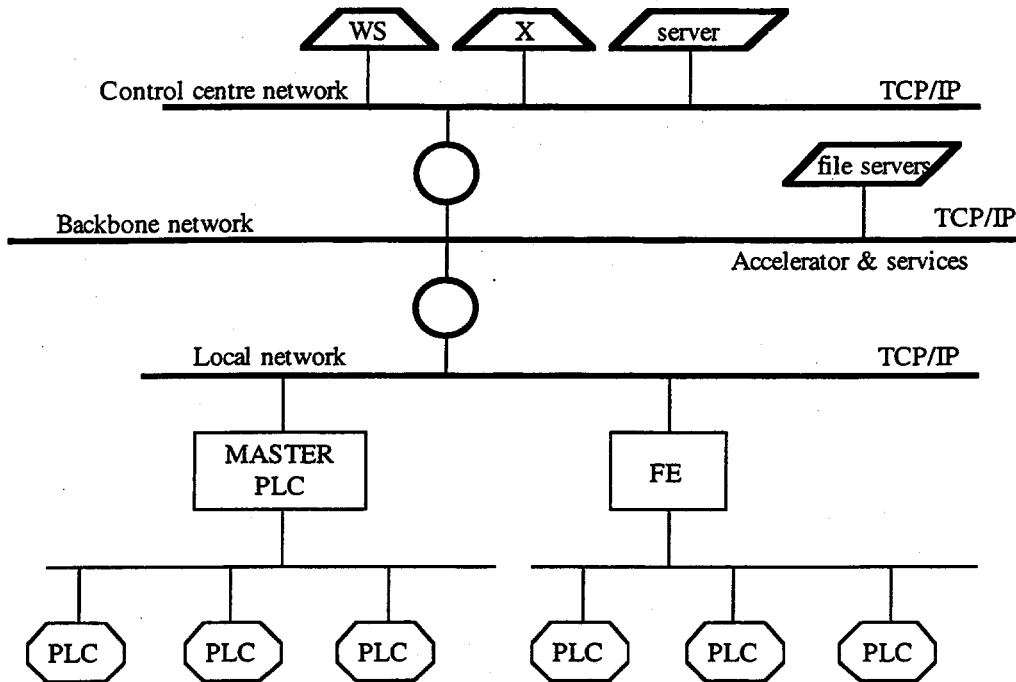 WS
X
server
Control centre network
TCP/IP
file servers
Backbone network
TCP/IP
Accelerator & services
Local network
TCP/IP
MASTER
PLC
FE
PLC
PLC
PLC
PLC
PLC
PLC